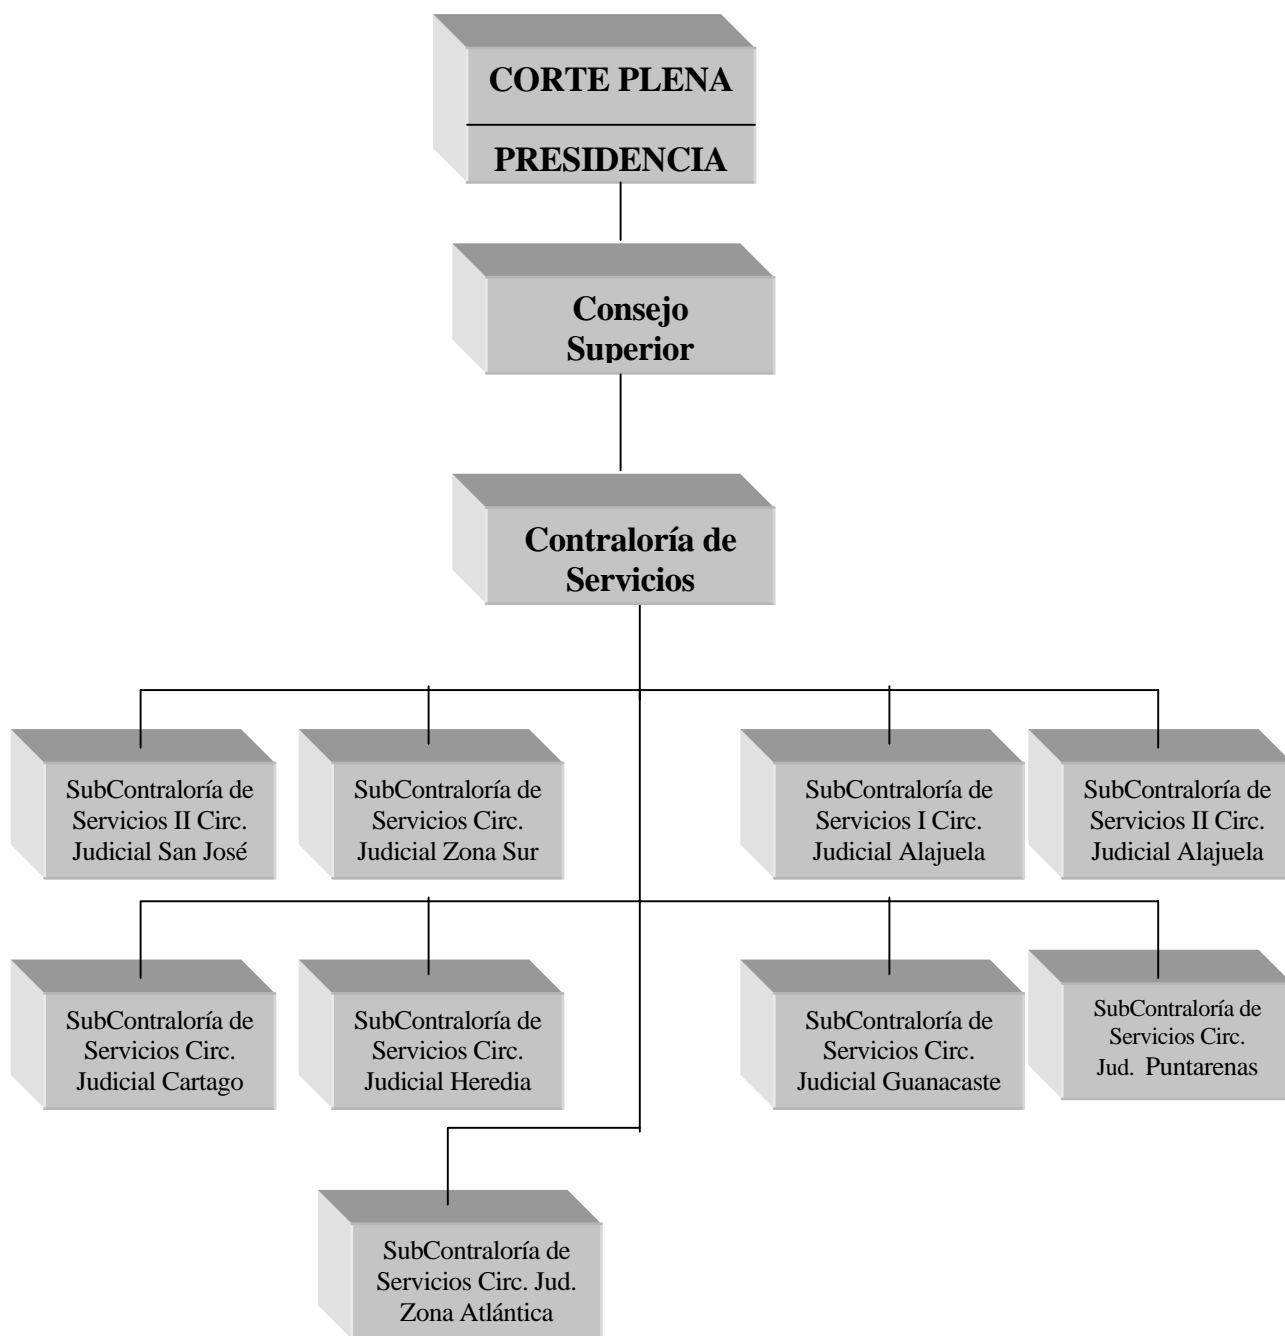 CORTE PLENA
PRESIDENCIA
Consejo
Superior
Contraloría de
Servicios
SubContraloría de
Servicios II Circ.
Judicial San José
SubContraloría de
Servicios Circ.
Judicial Zona Sur
SubContraloría de
Servicios I Circ.
Judicial Alajuela
SubContraloría de
Servicios II Circ.
Judicial Alajuela
SubContraloría de
Servicios Circ.
Judicial Cartago
SubContraloría de
Servicios Circ.
Judicial Heredia
SubContraloría de
Servicios Circ.
Judicial Guanacaste
SubContraloría de
Servicios Circ.
Jud. Puntarenas
SubContraloría de
Servicios Circ. Jud.
Zona Atlántica